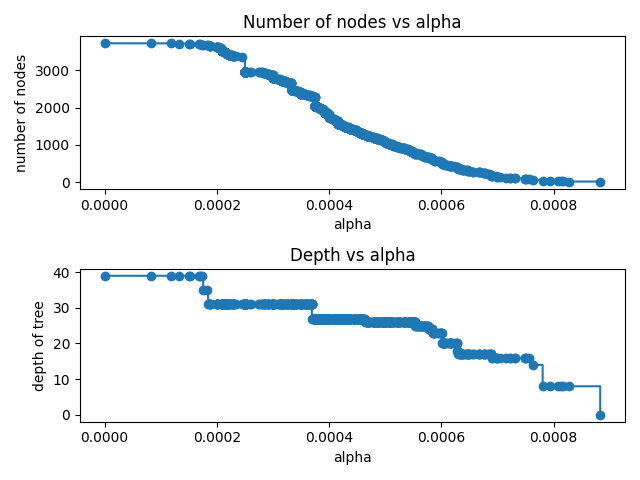 Number of nodes vs alpha
number of nodes
3000
2000
1000
0
0.0000 0.0002 0.0004 0.0006 0.0008
alpha
Depth vs alpha
depth of tree
40
30
20
10
0
0.0000 0.0002 0.0004 0.0006 0.0008
alpha